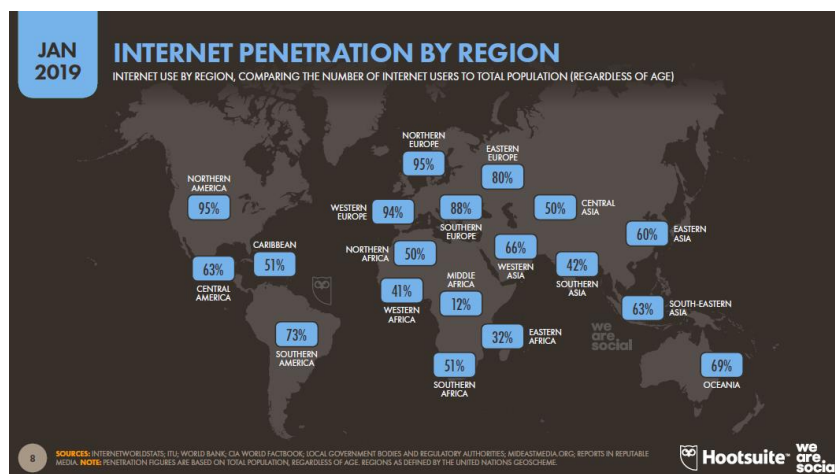 JAN
2019
INTERNET PENETRATION BY REGION
INTERNET USE BY REGION, COMPARING THE NUMBER OF INTERNET USERS TO TOTAL POPULATION (REGARDLESS OF AGE)
NORTHERN
AMERICA
95%
CENTRAL
AMERICA
63%
CARIBBEAN
51%
73%
SOUTHERN
AMERICA
NORTHERN
EUROPE
95%
WESTERN
EUROPE
94%
EASTERN
EUROPE
80%
88%
SOUTHERN
EUROPE
NORTHERN
AFRICA
50%
41%
WESTERN
AFRICA
MIDDLE
AFRICA
12%
32%
EASTERN
AFRICA
51%
SOUTHERN
AFRICA
66%
WESTERN
ASIA
50%
CENTRAL
ASIA
42%
SOUTHERN
ASIA
60%
EASTERN
ASIA
63%
SOUTH-EASTERN
ASIA
69%
OCEANIA
we
are.
social
8
SOURCES: INTERNETWORLDSTATS; ITU; WORLD BANK; CIA WORLD FACTBOOK; LOCAL GOVERNMENT BODIES AND REGULATORY AUTHORITIES; MIDEASTMEDIA.ORG; REPORTS IN REPUTABLE
MEDIA. NOTE: PENETRATION FIGURES ARE BASED ON TOTAL POPULATION, REGARDLESS OF AGE. REGIONS AS DEFINED BY THE UNITED NATIONS GEOSCHEME.
Hootsuite™
we
are.
social